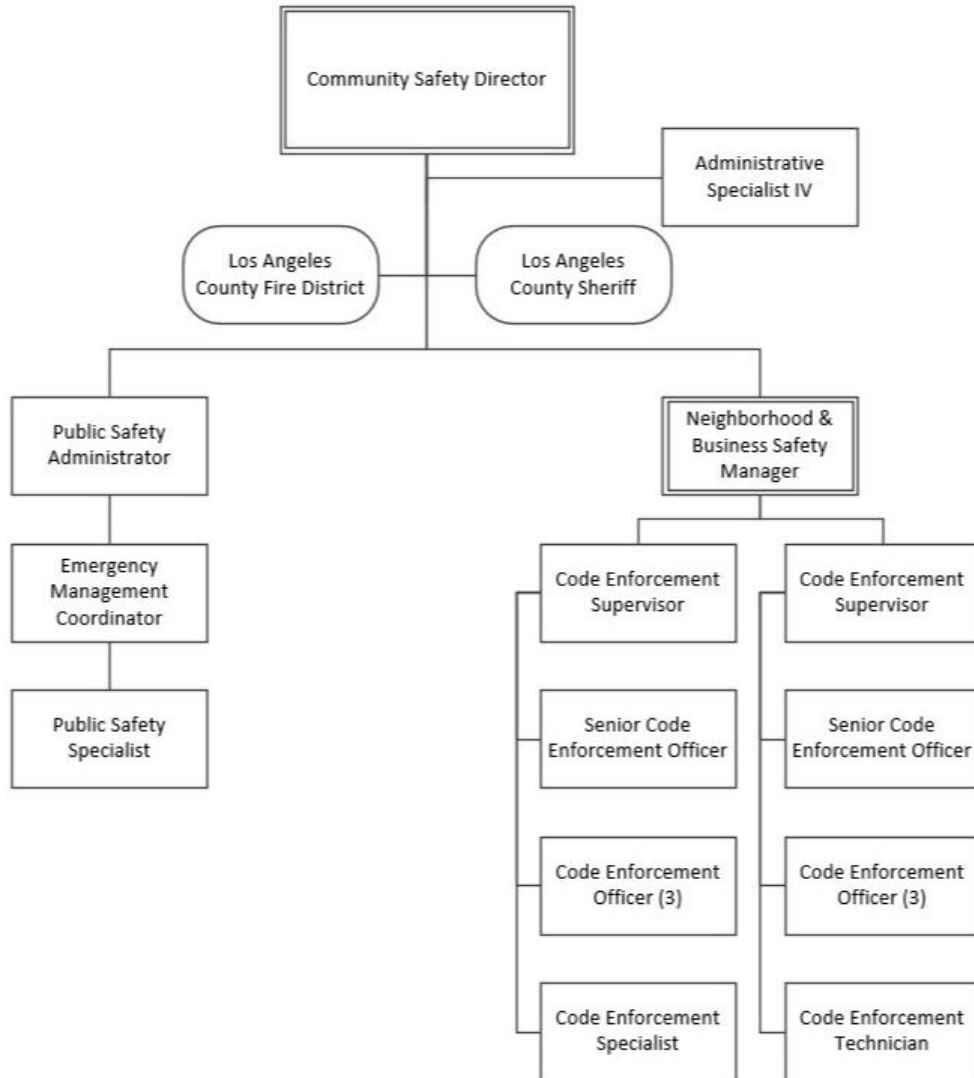 Community Safety Director
Administrative
Specialist IV
Los Angeles
County Fire District
Los Angeles
County Sheriff
Public Safety
Administrator
Neighborhood &
Business Safety
Manager
Emergency
Management
Coordinator
Code Enforcement
Supervisor
Code Enforcement
Supervisor
Public Safety
Specialist
Senior Code
Enforcement Officer
Senior Code
Enforcement Officer
Code Enforcement
Officer (3)
Code Enforcement
Officer (3)
Code Enforcement
Specialist
Code Enforcement
Technician